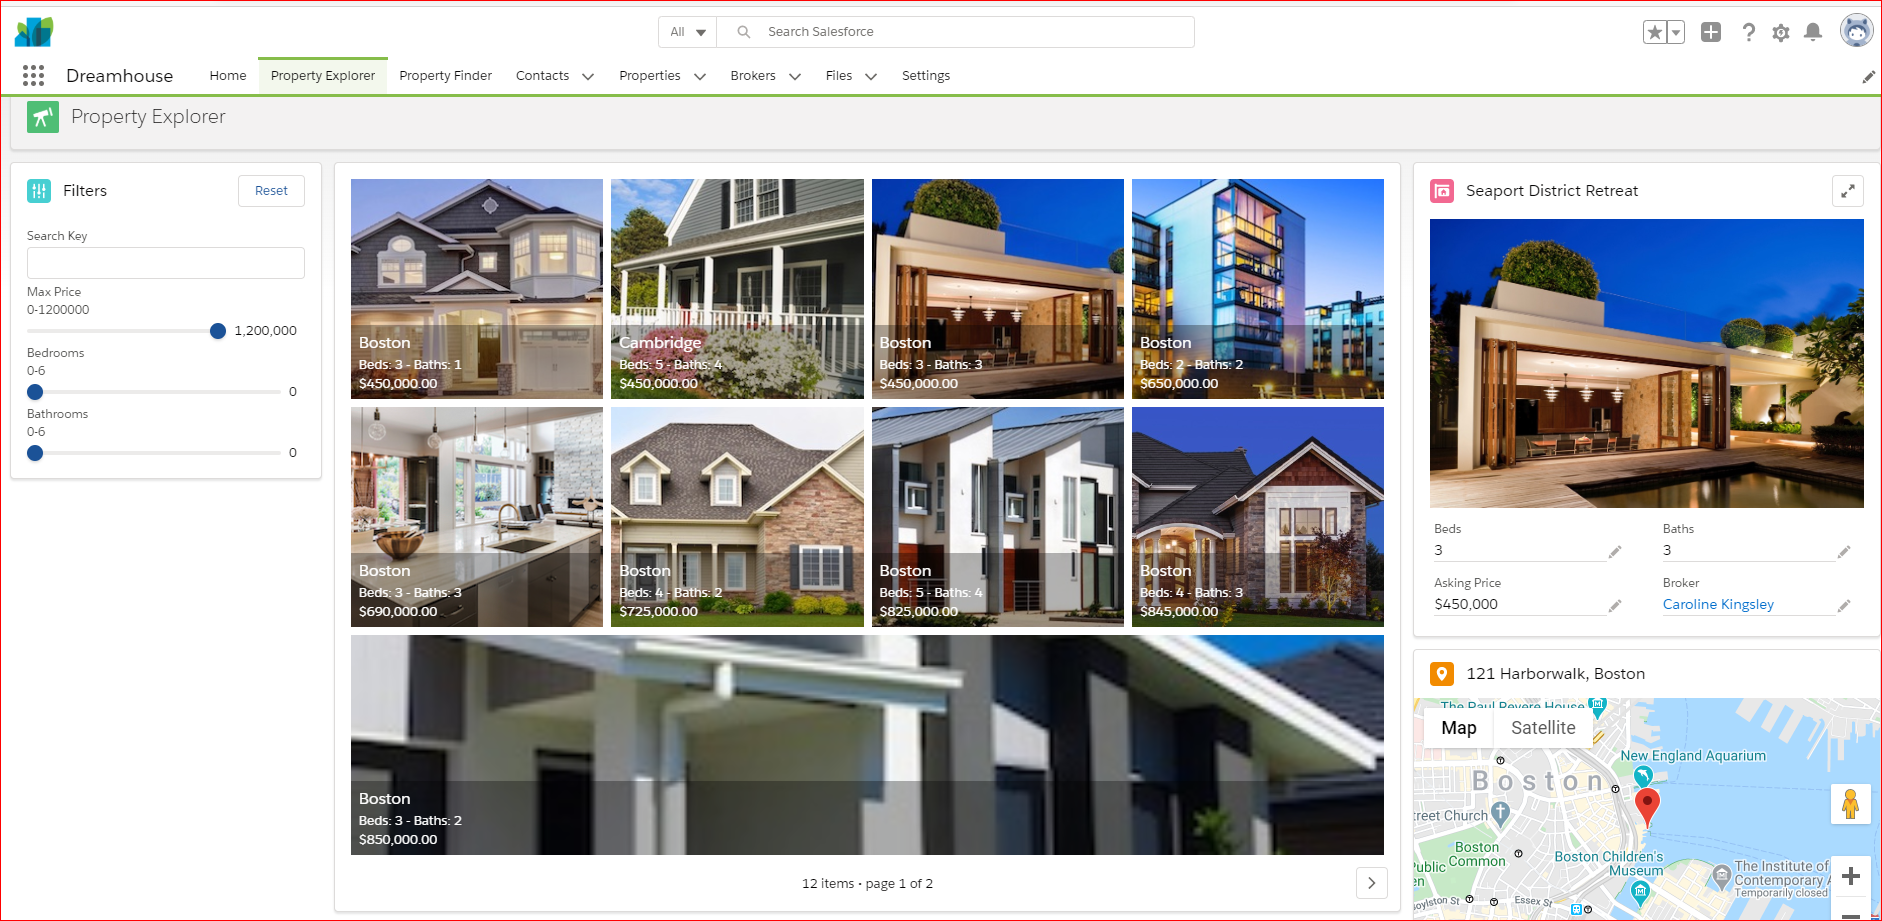 All
Search Salesforce
Dreamhouse
Home
Property Explorer
Property Finder
Contacts
Properties
Brokers
Files
Settings
Property Explorer
Filters
Reset
Search Key
Max Price
0-1200000
1,200,000
Bedrooms
0-6
0
Bathrooms
0-6
0
Boston
Beds: 3 - Baths: 1
$450,000.00
Cambridge
Beds: 5 - Baths: 4
$450,000.00
Boston
Beds: 3 - Baths: 3
$450,000.00
Boston
Beds: 2 - Baths: 2
$650,000.00
Boston
Beds: 3 - Baths: 3
$690,000.00
Boston
Beds: 4 - Baths: 2
$725,000.00
Boston
Beds: 5 - Baths: 4
$825,000.00
Boston
Beds: 4 - Baths: 3
$845,000.00
Boston
Beds: 3 - Baths: 2
$850,000.00
12 items • page 1 of 2
Seaport District Retreat
Beds
3
Baths
3
Asking Price
$450,000
Broker
Caroline Kingsley
121 Harborwalk, Boston
The Paul Revere House
Map
Satellite
New England Aquarium
Boston
treet Church
Boston
Common
Public
en
Boston Children's
Museum
The Institute of
Contemporary A
Temporarily closed
oylston St
Essex St